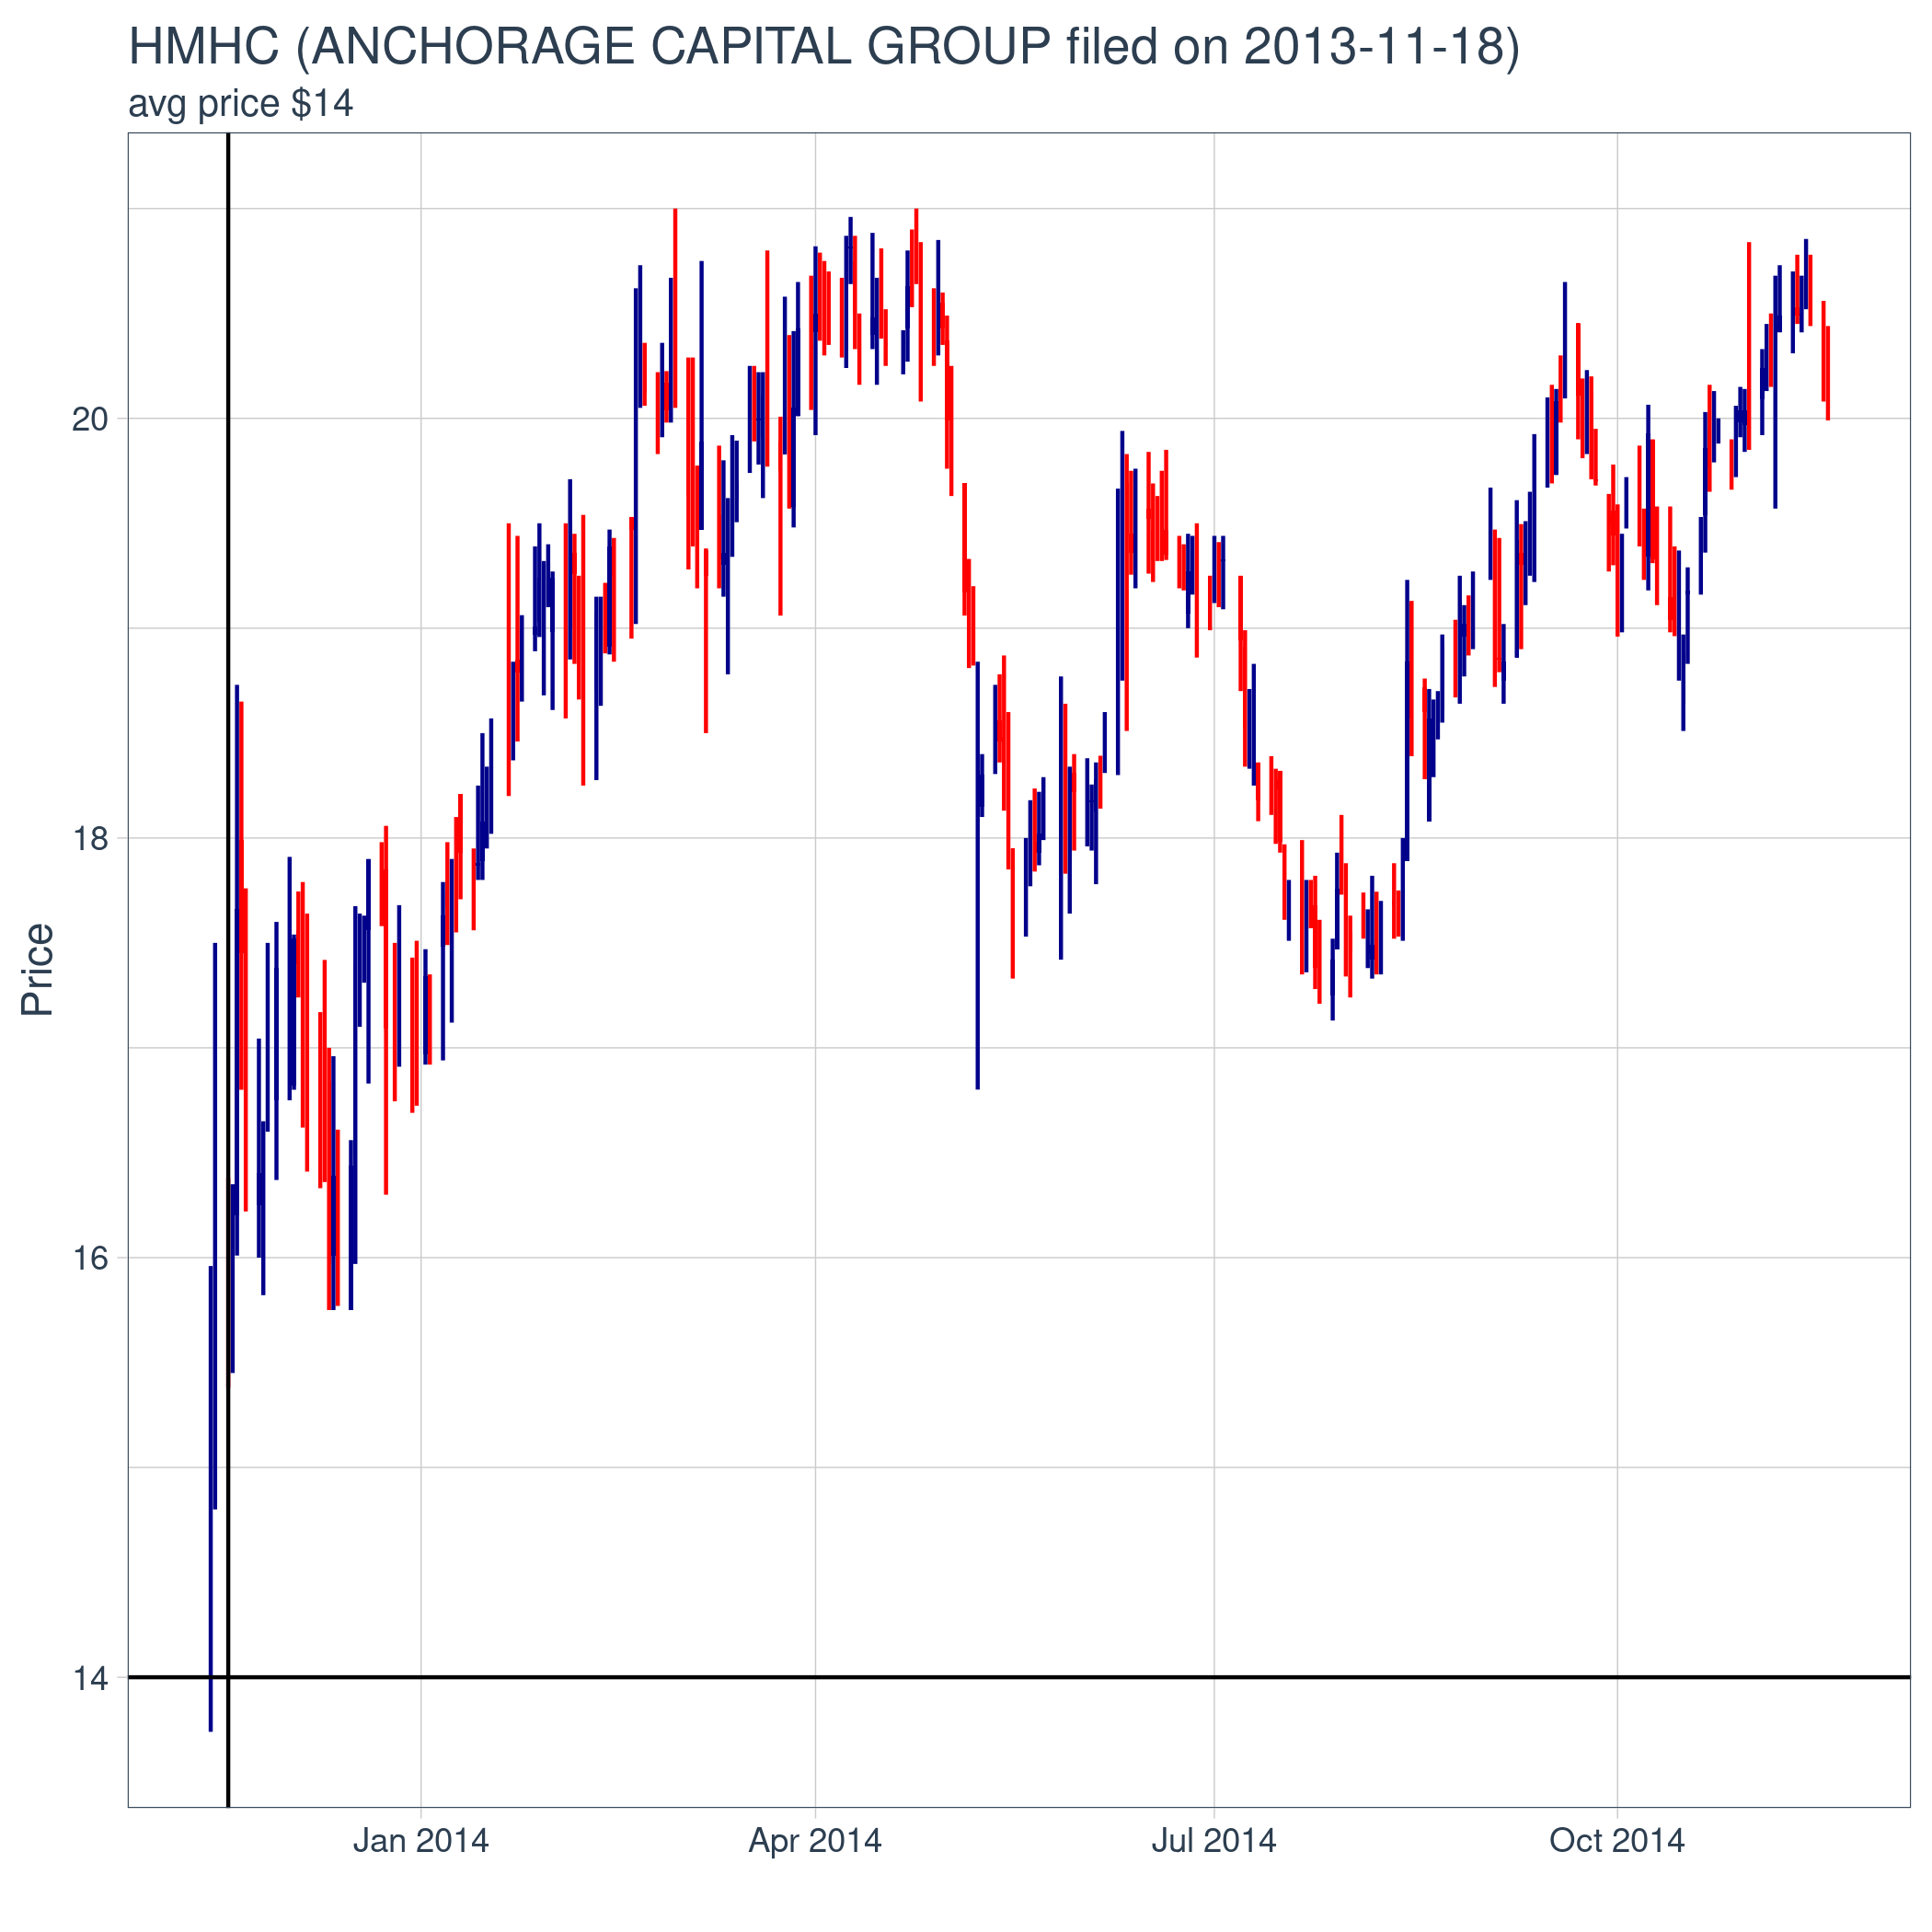 HMHC (ANCHORAGE CAPITAL GROUP filed on 2013-11-18)
avg price $14
Price
20
18
16
14
Jan 2014
Apr 2014
Jul 2014
Oct 2014